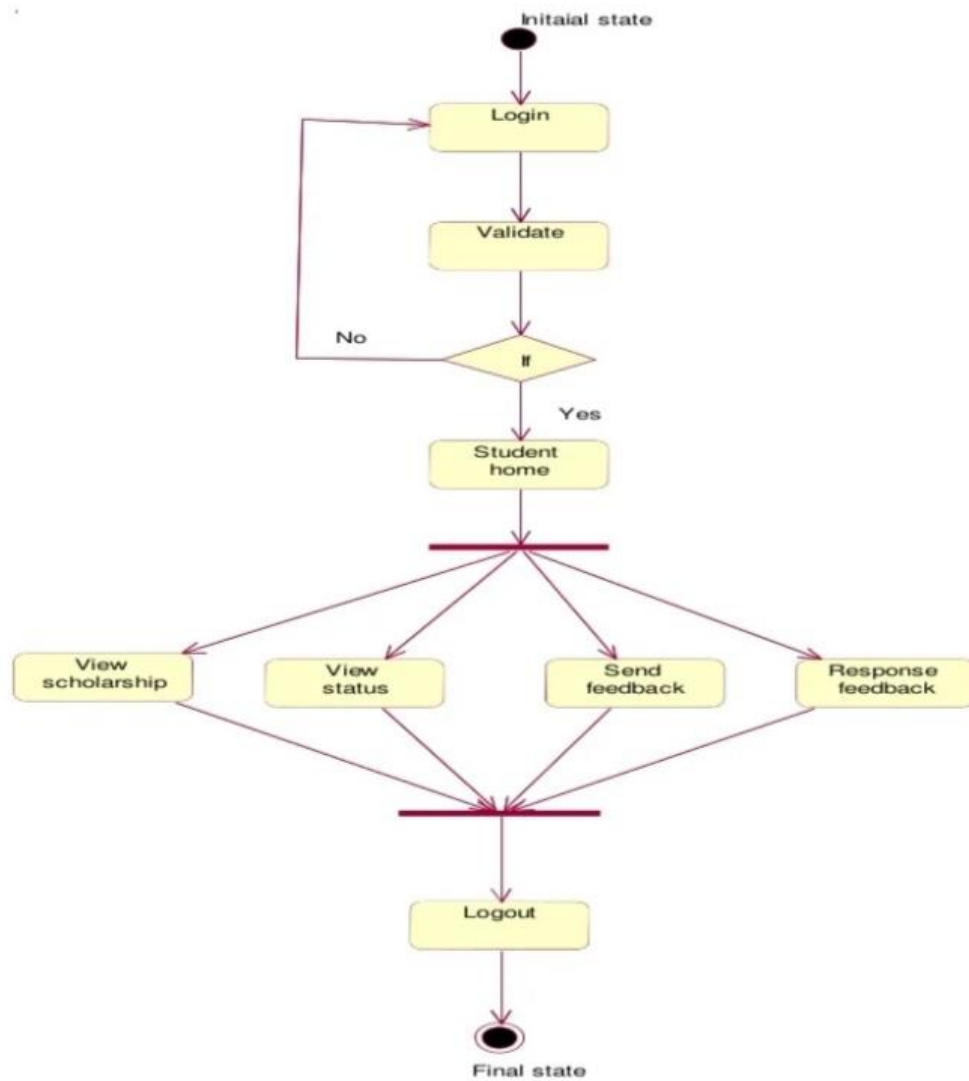 Initaial state
Login
Validate
No
If
Yes
Student
home
View
scholarship
View
status
Send
feedback
Response
feedback
Logout
Final state